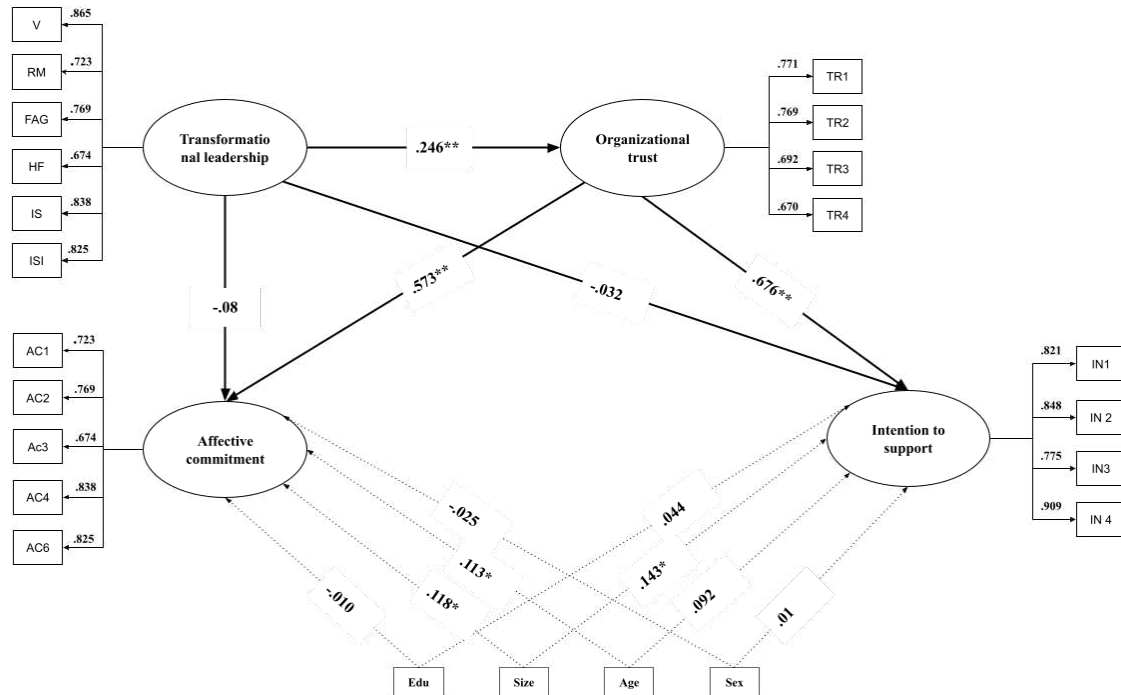 .865
V
.723
RM
.769
FAG
.674
HF
.838
IS
.825
ISI
Transformatio
nal leadership
.246**
Organizational
trust
.771
TR1
.769
TR2
.692
TR3
.670
TR4
-.08
.573**
-.032
.676**
.723
AC1
.769
AC2
.674
Ac3
.838
AC4
.825
AC6
Affective
commitment
Intention to
support
.821
IN1
.848
IN 2
.775
IN3
.909
IN 4
-.025
.044
.113*
.143*
-.010
.118*
.092
.01
Edu
Size
Age
Sex